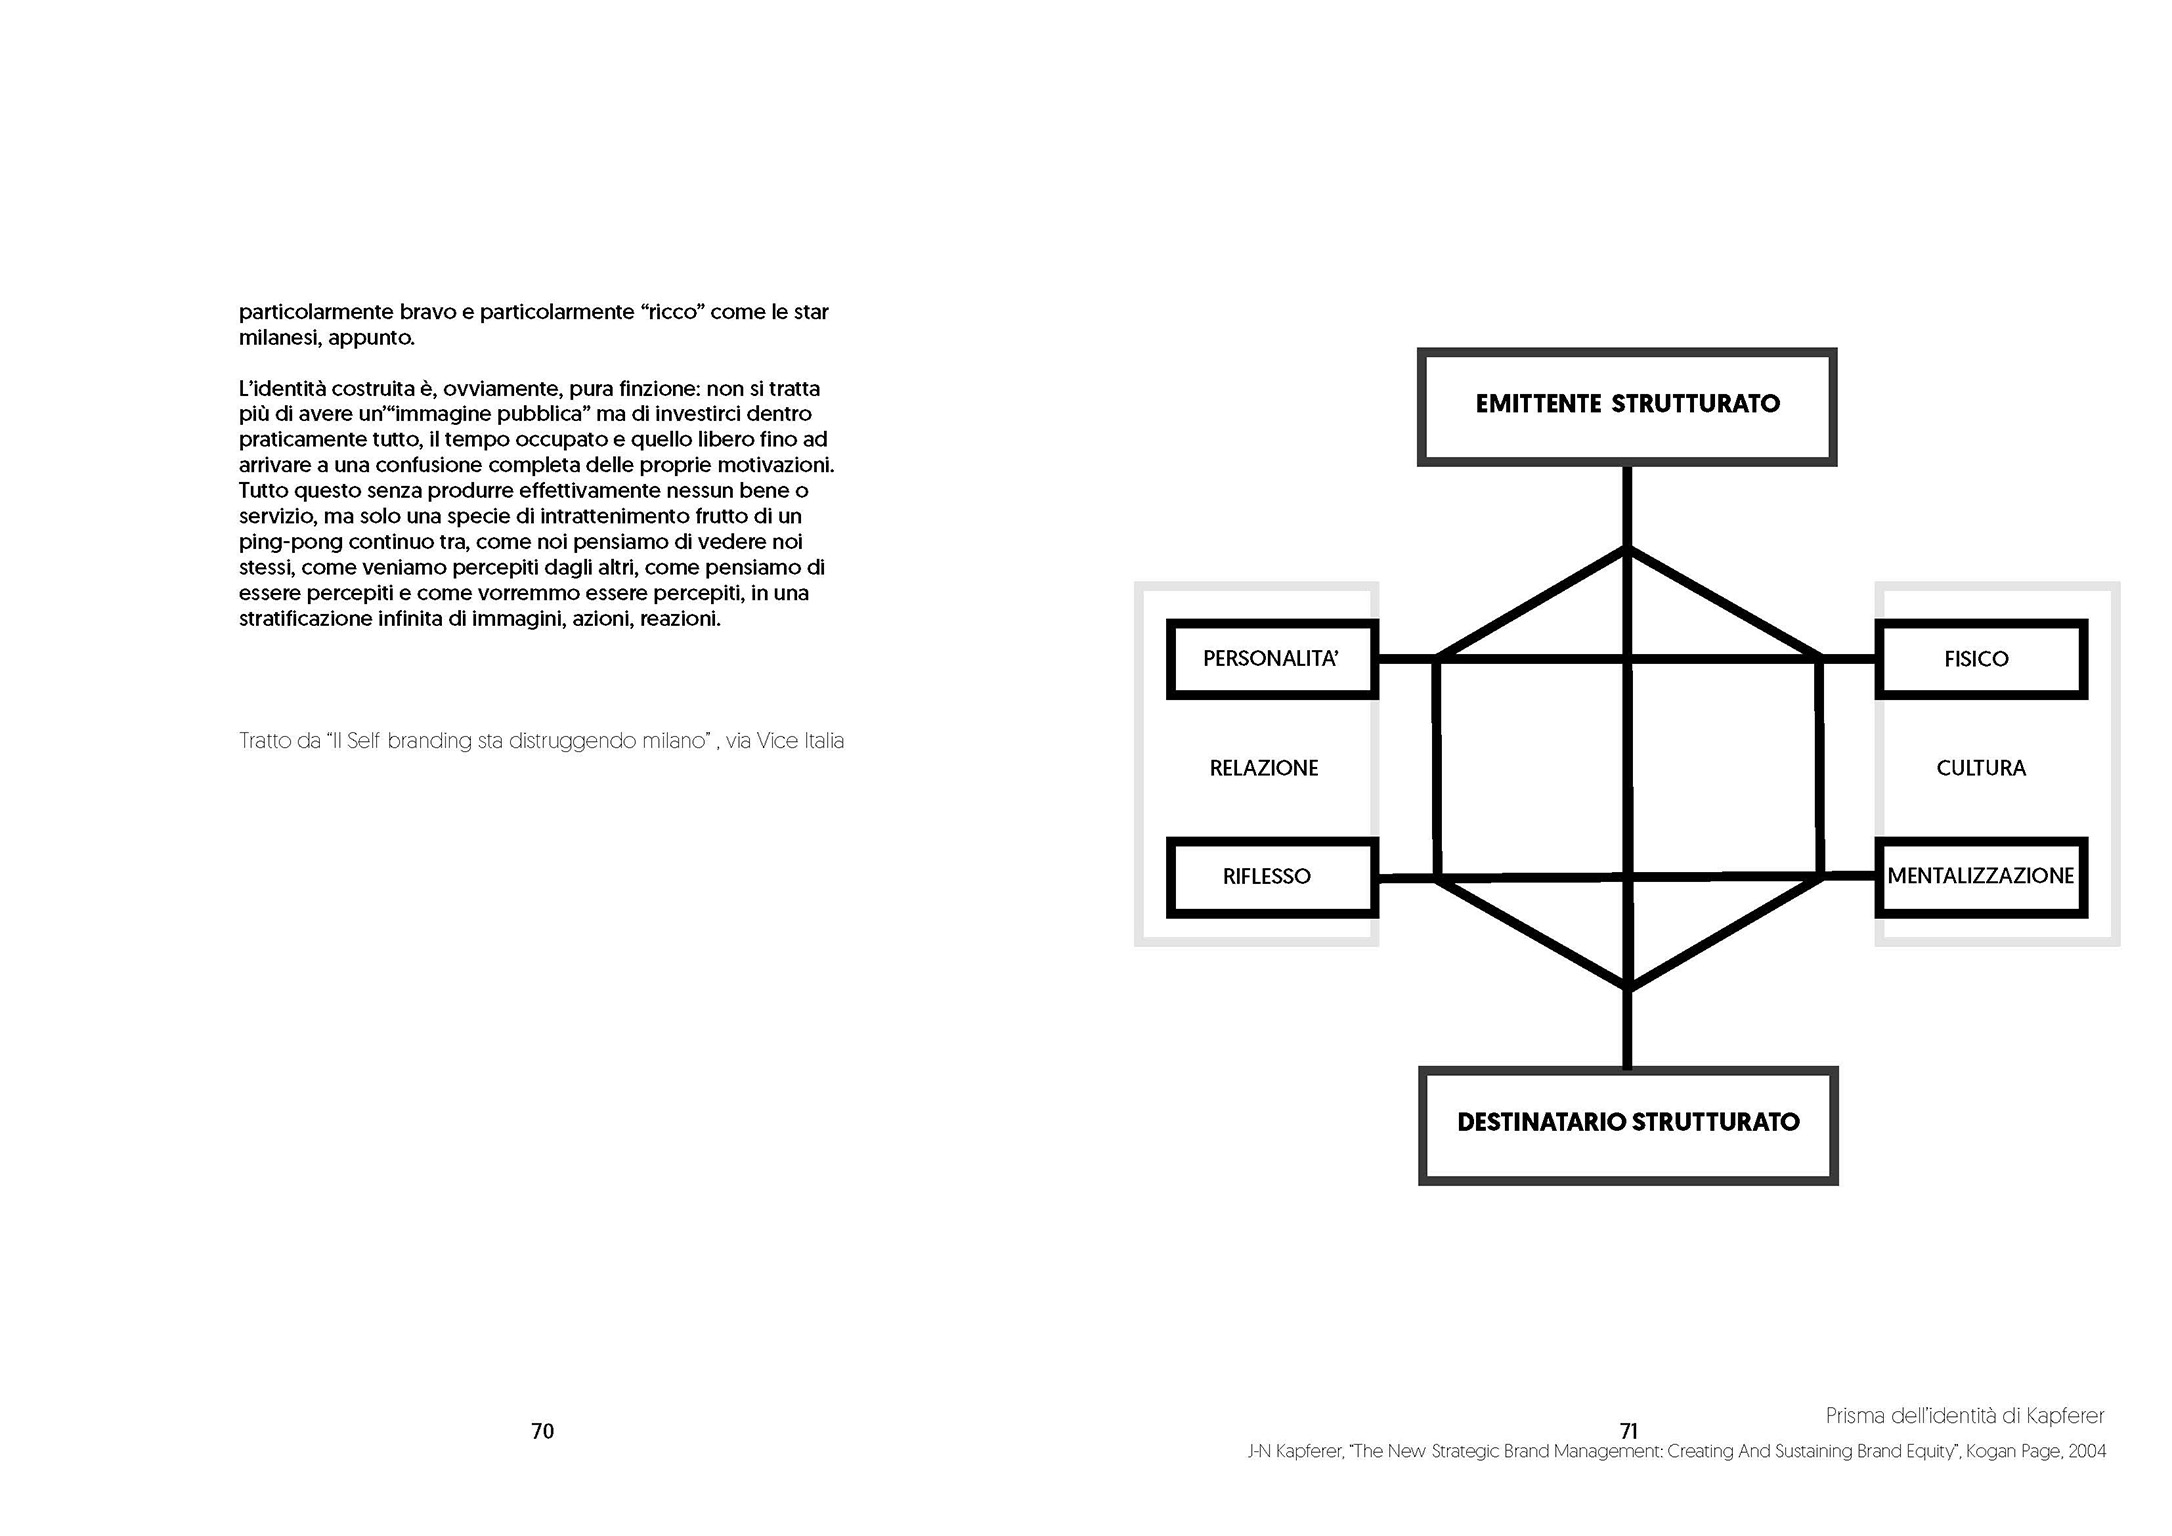 particolarmente bravo e particolarmente “ricco” come le star
milanesi, appunto.
L’identità costruita è, ovviamente, pura finzione: non si tratta
più di avere un’“immagine pubblica” ma di investirci dentro
praticamente tutto, il tempo occupato e quello libero fino ad
arrivare a una confusione completa delle proprie motivazioni.
Tutto questo senza produrre effettivamente nessun bene o
servizio, ma solo una specie di intrattenimento frutto di un
ping-pong continuo tra, come noi pensiamo di vedere noi
stessi, come veniamo percepiti dagli altri, come pensiamo di
essere percepiti e come vorremmo essere percepiti, in una
stratificazione infinita di immagini, azioni, reazioni.
Tratto da “Il Self branding sta distruggendo milano” , via Vice Italia
70
EMITTENTE STRUTTURATO
PERSONALITA’
FISICO
RELAZIONE
CULTURA
RIFLESSO
MENTALIZZAZIONE
DESTINATARIO STRUTTURATO
Prisma dell’identità di Kapferer
71
J-N Kapferer, “The New Strategic Brand Management: Creating And Sustaining Brand Equity”, Kogan Page, 2004